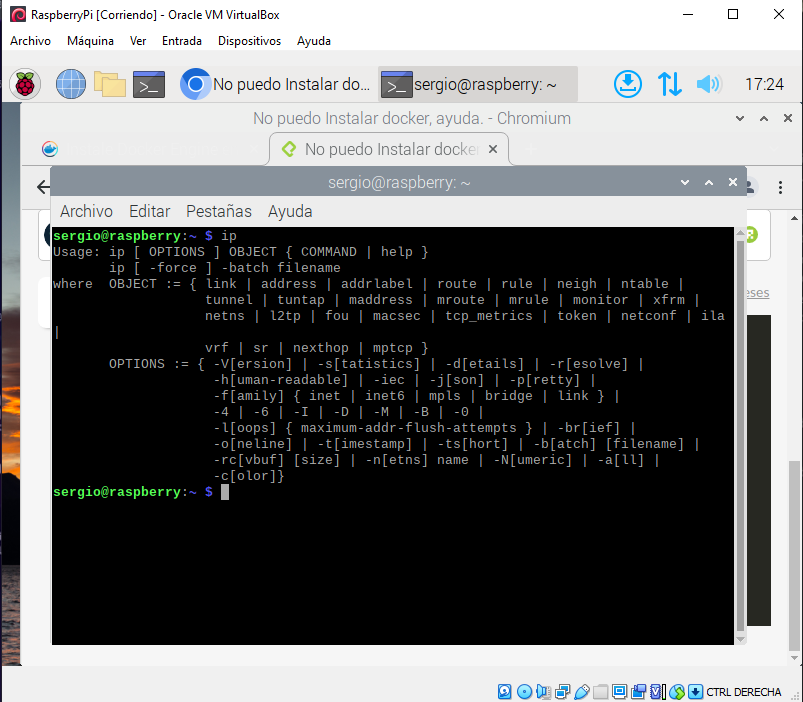 RaspberryPi [Corriendo] - Oracle VM VirtualBox
Archivo Máquina Ver Entrada Dispositivos Ayuda
No puedo Instalar do... sergio@raspberry: ~ 17:24
No puedo Instalar docker, ayuda. - Chromium
No puedo Instalar docker
sergio@raspberry: ~
Archivo Editar Pestañas Ayuda
sergio@raspberry:~ $ ip
Usage: ip [ OPTIONS ] OBJECT { COMMAND | help }
       ip [ -force ] -batch filename
where  OBJECT := { link | address | addrlabel | route | rule | neigh | ntable |
                   tunnel | tuntap | maddress | mroute | mrule | monitor | xfrm |
                   netns | l2tp | fou | macsec | tcp_metrics | token | netconf | ila
|
                   vrf | sr | nexthop | mptcp }
       OPTIONS := { -V[ersion] | -s[tatistics] | -d[etails] | -r[esolve] |
                    -h[uman-readable] | -iec | -j[son] | -p[retty] |
                    -f[amily] { inet | inet6 | mpls | bridge | link } |
                    -4 | -6 | -I | -D | -M | -B | -0 |
                    -l[oops] { maximum-addr-flush-attempts } | -br[ief] |
                    -o[neline] | -t[imestamp] | -ts[hort] | -b[atch] [filename] |
                    -rc[vbuf] [size] | -n[etns] name | -N[umeric] | -a[ll] |
                    -c[olor]}
sergio@raspberry:~ $
eses
CTRL DERECHA